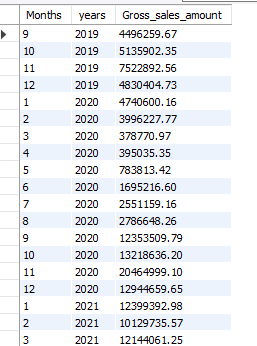 Months years Gross_sales_amount
9 2019 4496259.67
10 2019 5135902.35
11 2019 7522892.56
12 2019 4830404.73
1 2020 4740600.16
2 2020 3996227.77
3 2020 378770.97
4 2020 395035.35
5 2020 783813.42
6 2020 1695216.60
7 2020 2551159.16
8 2020 2786648.26
9 2020 12353509.79
10 2020 13218636.20
11 2020 20464999.10
12 2020 12944659.65
1 2021 12399392.98
2 2021 10129735.57
3 2021 12144061.25